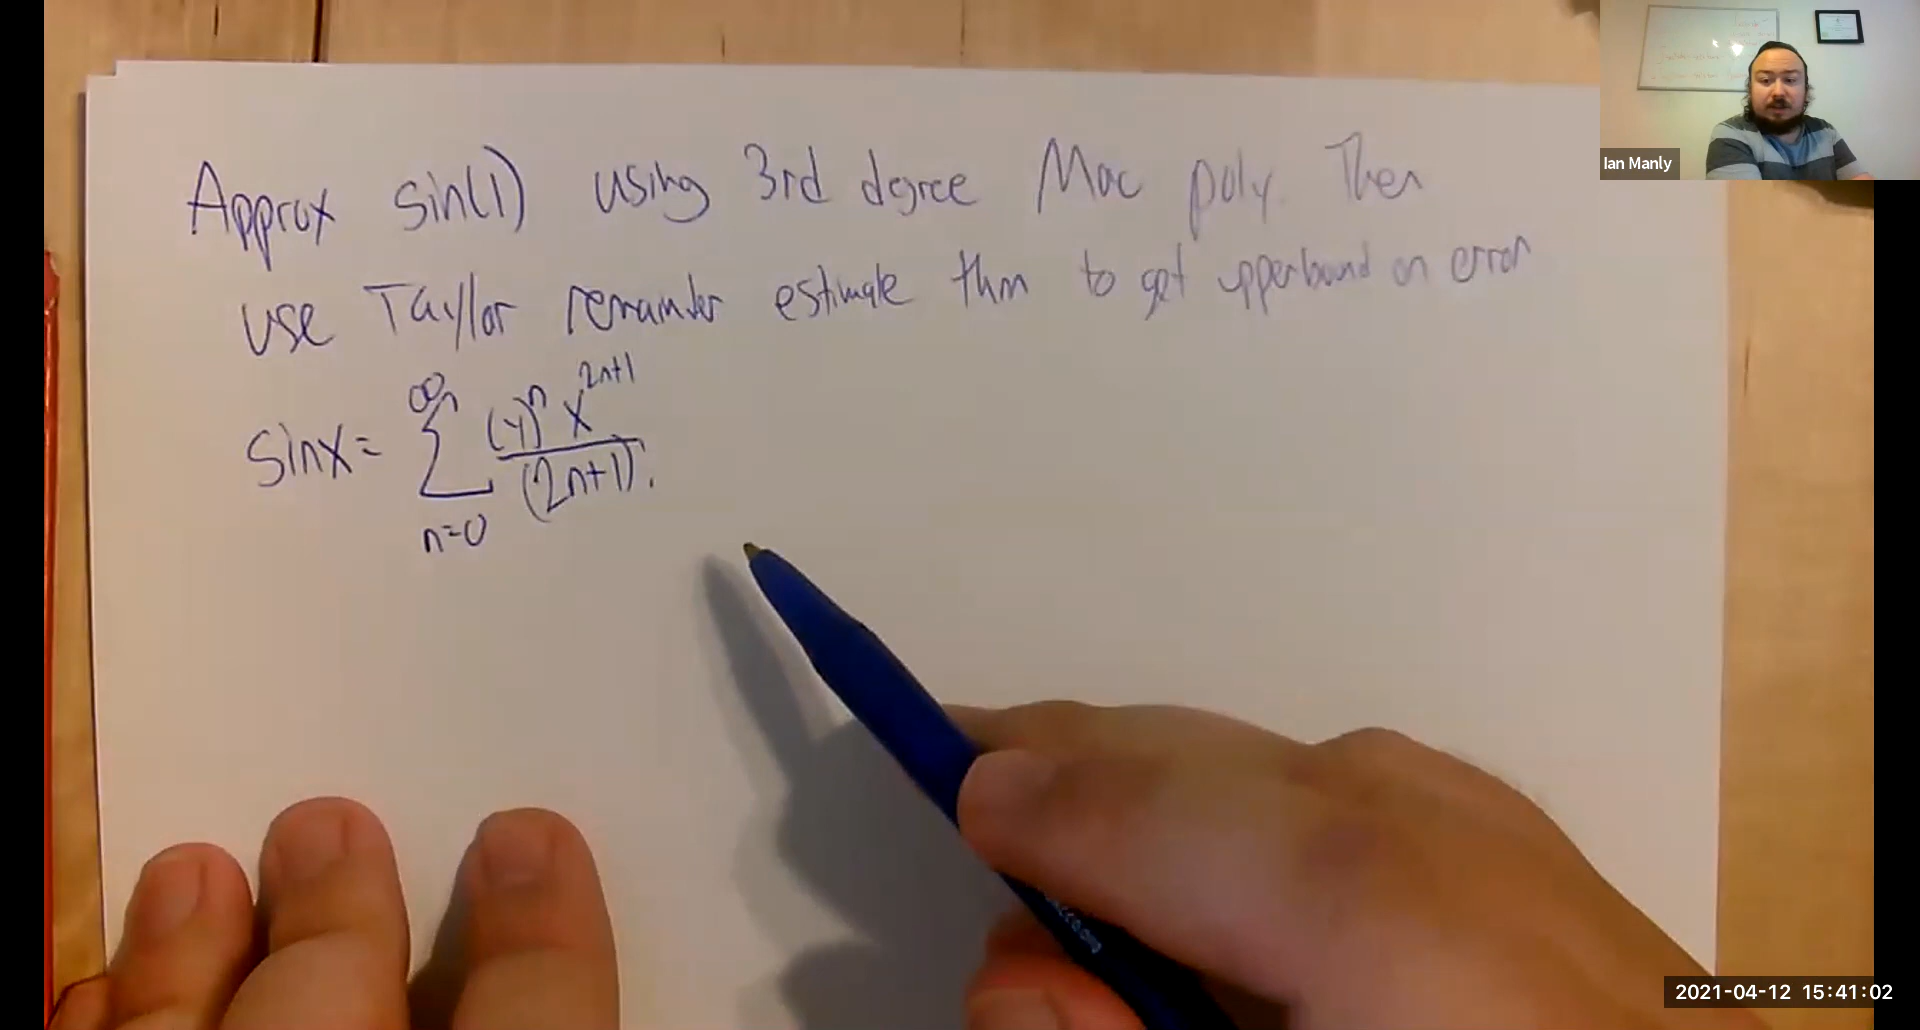 Approx sin(1) using 3rd degree Mac poly. Then
use Taylor remainder estimate thm to get upperbound on error
sinx= ∞ Σ n=0 (-1)^n x^(2n+1) / (2n+1)!
Ian Manly
2021-04-12 15:41:02